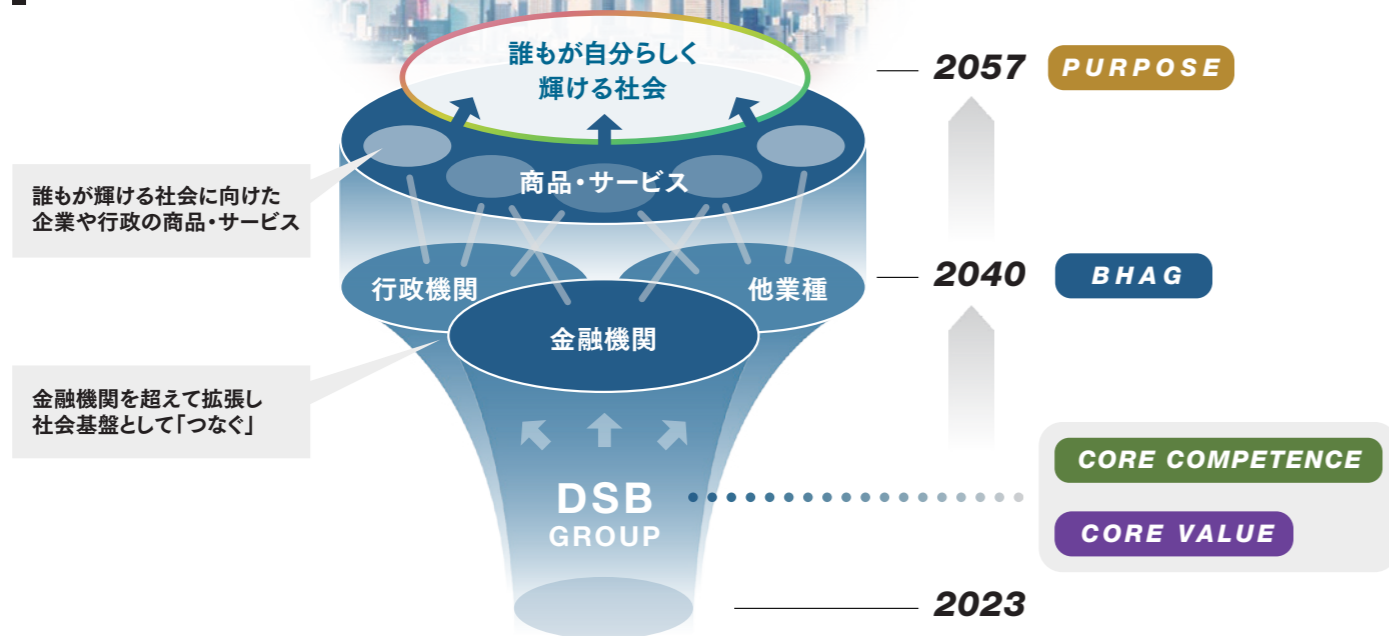 誰もが自分らしく
輝ける社会
2057
PURPOSE
誰もが輝ける社会に向けた
企業や行政の商品・サービス
商品・サービス
行政機関
他業種
2040
BHAG
金融機関
金融機関を超えて拡張し
社会基盤として「つなぐ」
DSB
GROUP
CORE COMPETENCE
CORE VALUE
2023